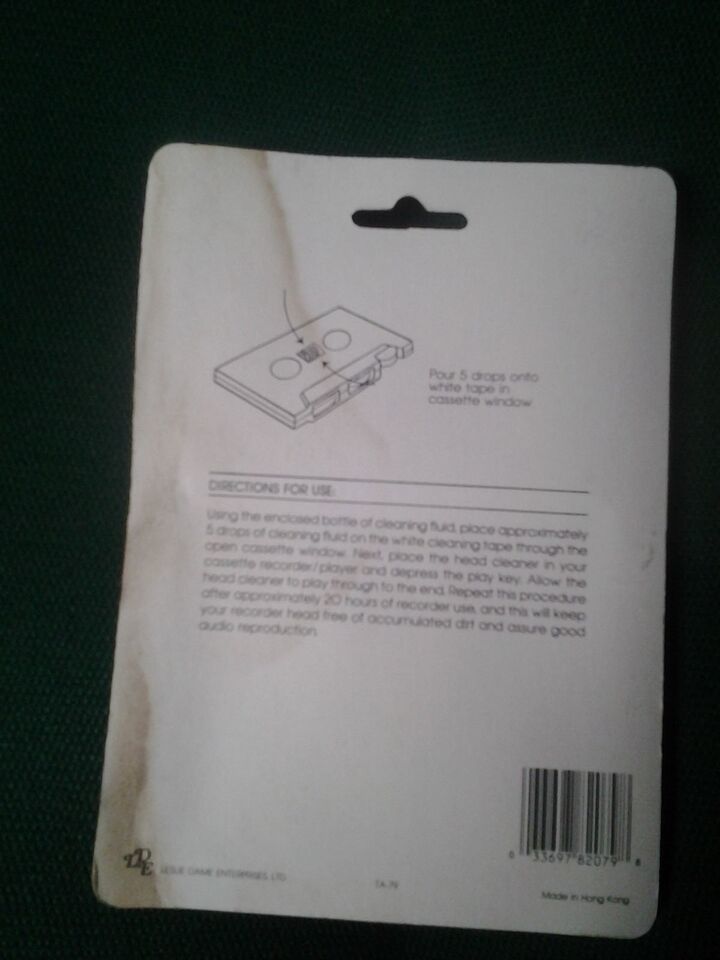 Pour 5 drops onto
white tape in
cassette window
DIRECTIONS FOR USE:
Using the enclosed bottle of cleaning fluid, place approximately
5 drops of cleaning fluid on the white cleaning tape through the
open cassette window. Next, place the head cleaner in your
cassette recorder/player and depress the play key. Allow the
head cleaner to play through to the end. Repeat this procedure
after approximately 20 hours of recorder use, and this will keep
your recorder head free of accumulated dirt and assure good
audio reproduction.
0 33697 82079 8
LDE LESLIE DAME ENTERPRISES, LTD.
TA-79
Made in Hong Kong